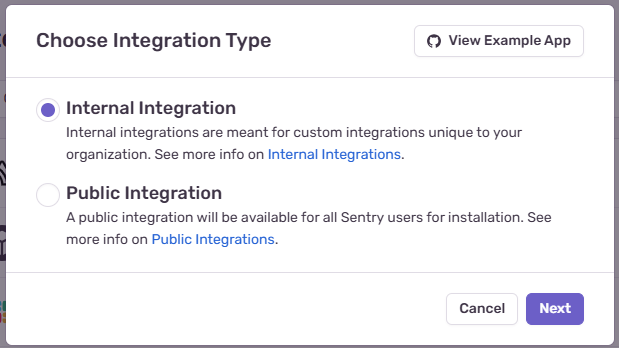 Choose Integration Type
View Example App
Internal Integration
Internal integrations are meant for custom integrations unique to your
organization. See more info on Internal Integrations.
Public Integration
A public integration will be available for all Sentry users for installation. See
more info on Public Integrations.
Cancel
Next